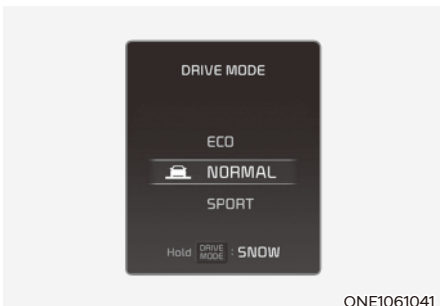 DRIVE MODE
ECO
NORMAL
SPORT
Hold DRIVE MODE : SNOW
ONE1061041